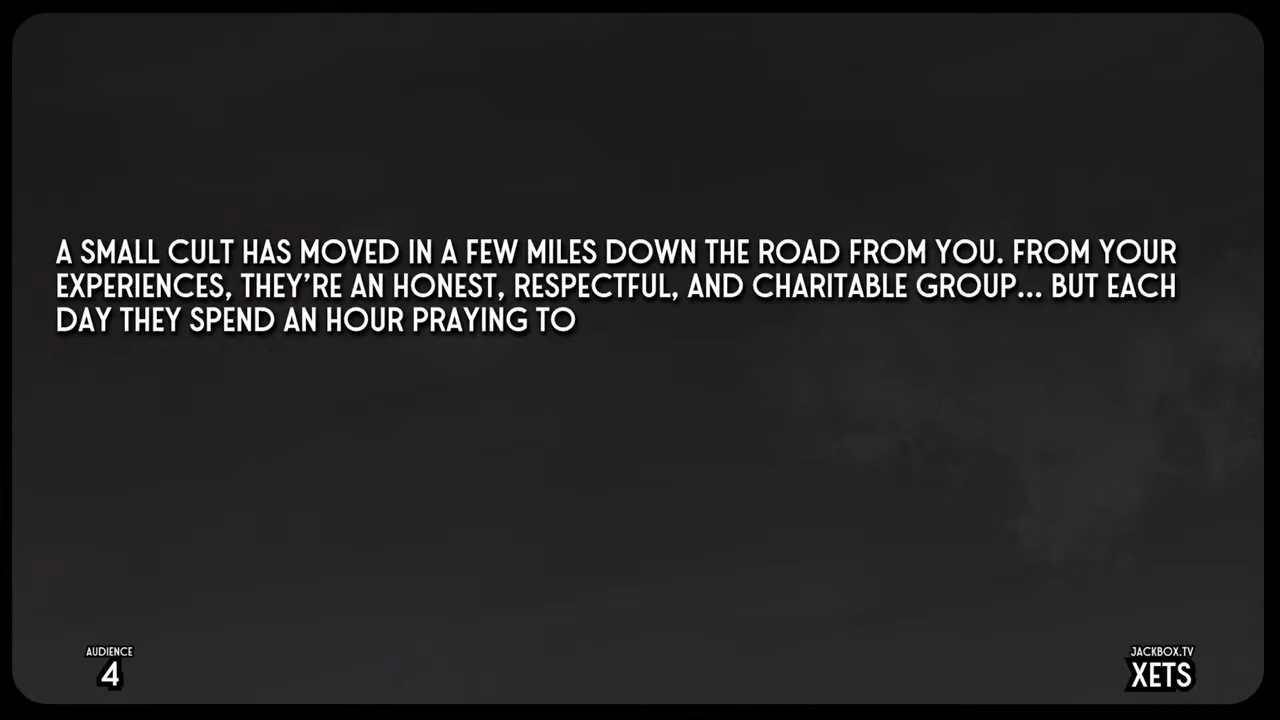 A SMALL CULT HAS MOVED IN A FEW MILES DOWN THE ROAD FROM YOU. FROM YOUR
EXPERIENCES, THEY'RE AN HONEST, RESPECTFUL, AND CHARITABLE GROUP... BUT EACH
DAY THEY SPEND AN HOUR PRAYING TO
AUDIENCE
4
JACKBOX.TV
XETS